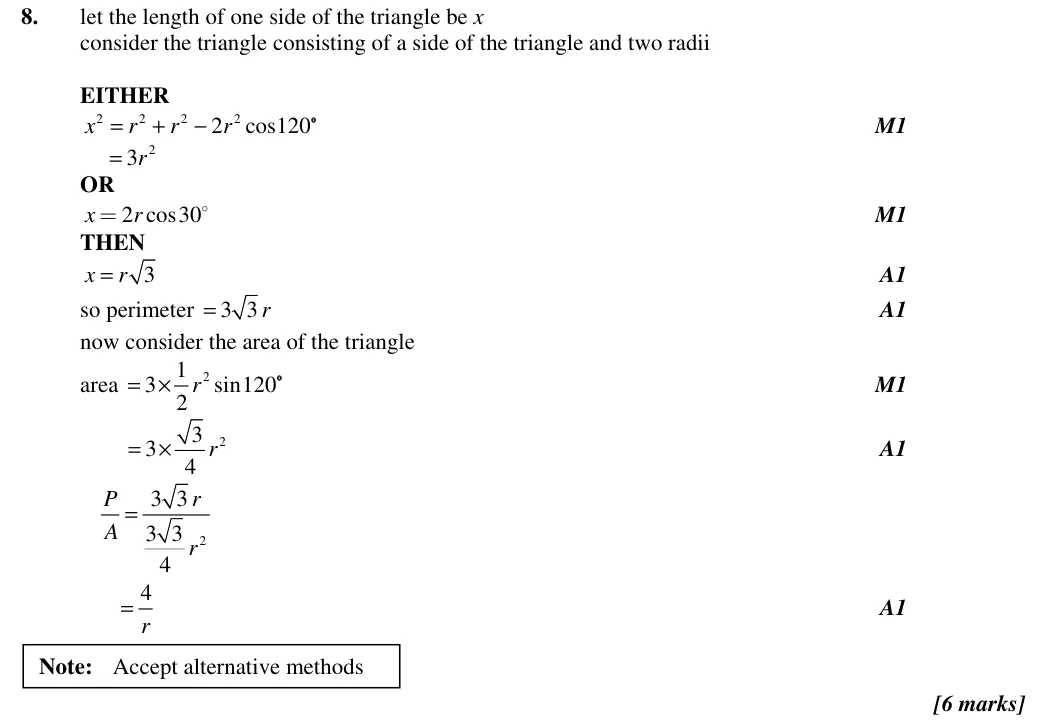 8. let the length of one side of the triangle be x
consider the triangle consisting of a side of the triangle and two radii
EITHER
x² = r² + r² − 2r² cos120° M1
= 3r²
OR
x = 2r cos30° M1
THEN
x = r√3 A1
so perimeter = 3√3 r A1
now consider the area of the triangle
area = 3 × 1/2 r² sin120° M1
= 3 × √3/4 r² A1
P/A = 3√3 r / (3√3/4 r²)
= 4/r A1
Note: Accept alternative methods
[6 marks]